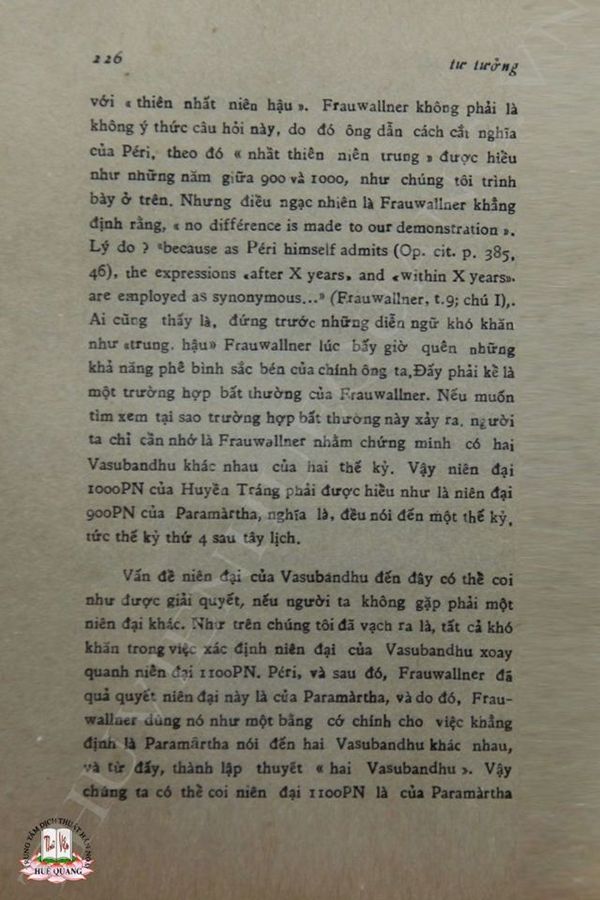 226
tư tưởng
với « thiên nhất niên hậu ». Frauwallner không phải là
không ý thức câu hỏi này, do đó ông dẫn cách cắt nghĩa
của Péri, theo đó « nhất thiên niên trung » được hiểu
như những năm giữa 900 và 1000, như chúng tôi trình
bày ở trên. Nhưng điều ngạc nhiên là Frauwallner khẳng
định rằng, « no différence is made to our demonstration ».
Lý do ? "because as Péri himself admits (Op. cit. p. 385,
46), the expressions «after X years» and «within X years».
are employed as synonymous..." (Frauwallner, t.9; chú I),.
Ai cũng thấy là, đứng trước những diễn ngữ khó khăn
như «trung. hậu» Frauwallner lúc bấy giờ quên những
khả năng phê bình sắc bén của chính ông ta.Đấy phải kể là
một trường hợp bất thường của Frauwallner. Nếu muốn
tìm xem tại sao trường hợp bất thường này xảy ra, người
ta chỉ cần nhớ là Frauwallner nhằm chứng minh có hai
Vasubandhu khác nhau của hai thế kỷ. Vậy niên đại
1000PN của Huyền Tráng phải được hiểu như là niên đại
900PN của Paramàrtha, nghĩa là, đều nói đến một thế kỷ,
tức thế kỷ thứ 4 sau tây lịch.
Vấn đề niên đại của Vasubandhu đến đây có thể coi
như được giải quyết, nếu người ta không gặp phải một
niên đại khác. Như trên chúng tôi đã vạch ra là, tất cả khó
khăn trong việc xác định niên đại của Vasubandhu xoay
quanh niên đại 1100PN. Péri, và sau đó, Frauwallner đã
quả quyết niên đại này là của Paramàrtha, và do đó, Frau-
wallner dùng nó như một bằng cớ chính cho việc khẳng
định là Paramârtha nói đến hai Vasubandhu khác nhau,
và từ đấy, thành lập thuyết « hai Vasubandhu ». Vậy
chúng ta có thể coi niên đại 1100PN là của Paramàrtha
TRUNG TÂM DỊCH THUẬT HÁN NÔM
HUỆ QUANG